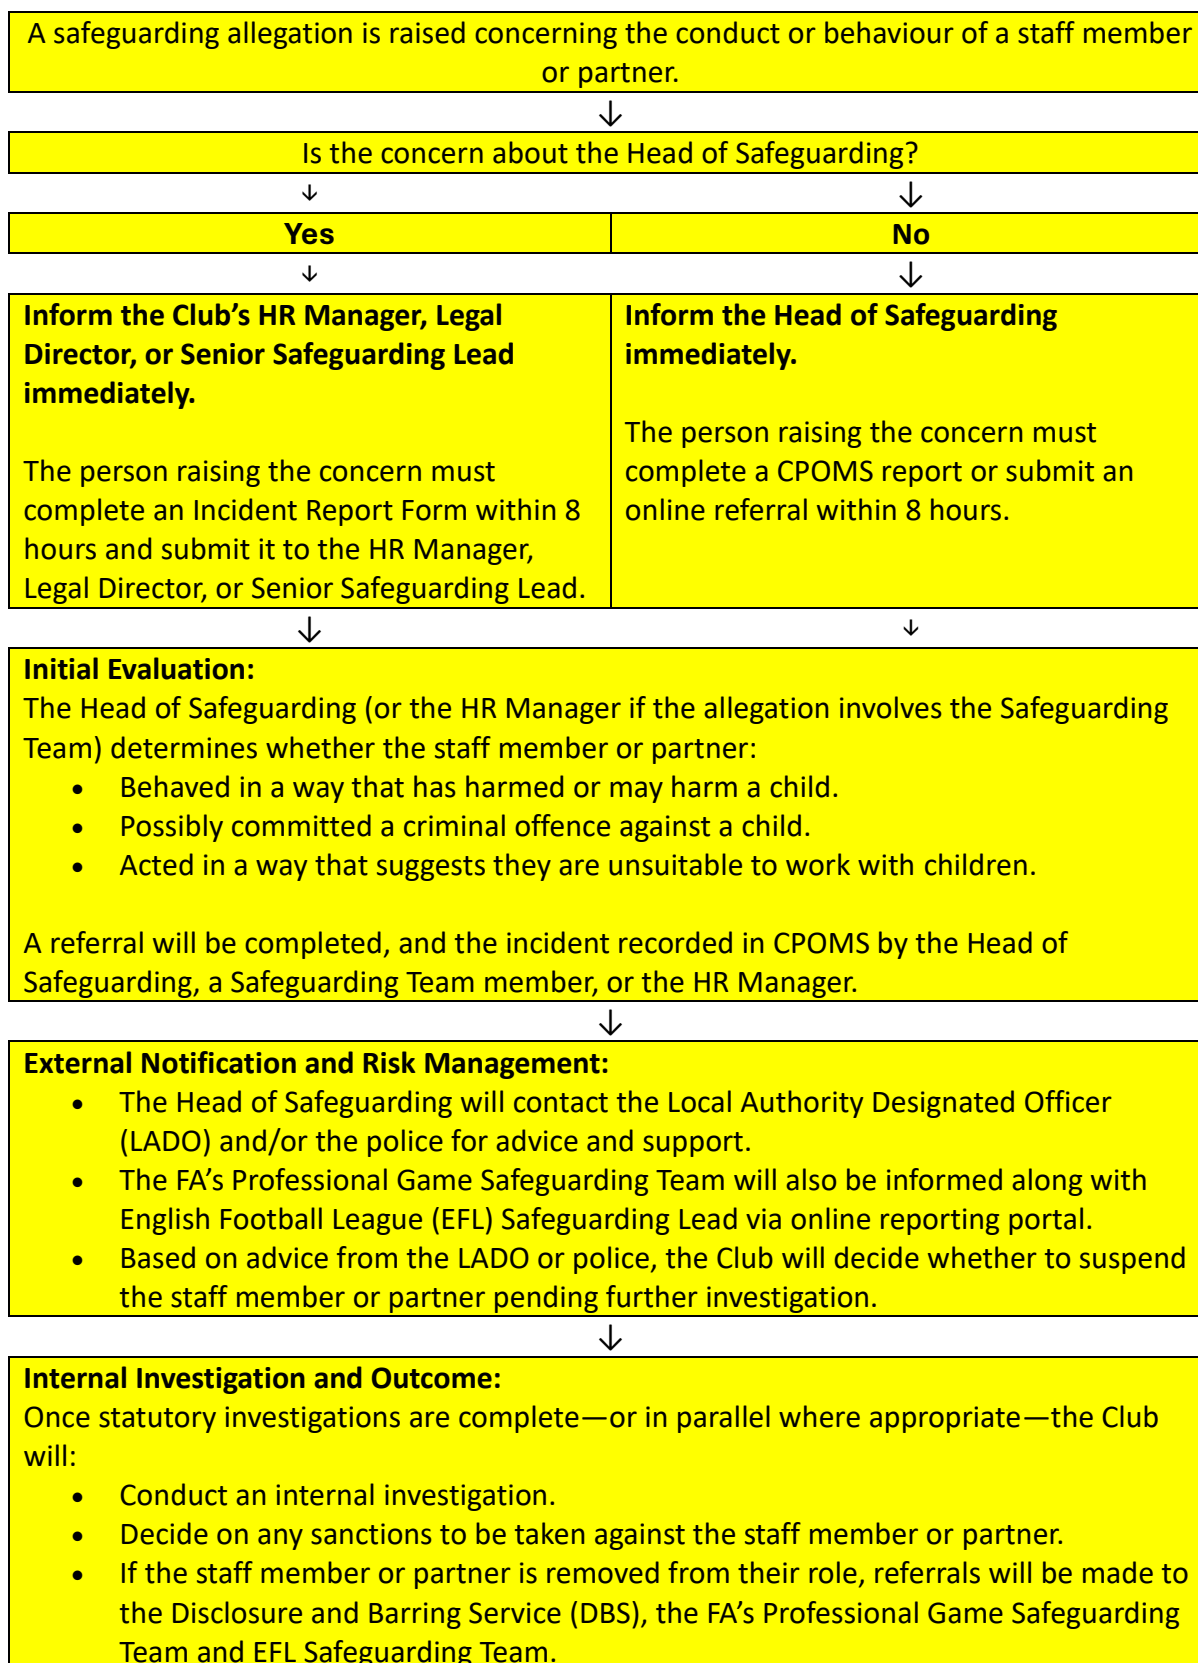 A safeguarding allegation is raised concerning the conduct or behaviour of a staff member
or partner.
↓
Is the concern about the Head of Safeguarding?
↓ ↓
Yes No
↓ ↓
Inform the Club’s HR Manager, Legal
Director, or Senior Safeguarding Lead
immediately.
The person raising the concern must
complete an Incident Report Form within 8
hours and submit it to the HR Manager,
Legal Director, or Senior Safeguarding Lead.
Inform the Head of Safeguarding
immediately.
The person raising the concern must
complete a CPOMS report or submit an
online referral within 8 hours.
↓ ↓
Initial Evaluation:
The Head of Safeguarding (or the HR Manager if the allegation involves the Safeguarding
Team) determines whether the staff member or partner:
• Behaved in a way that has harmed or may harm a child.
• Possibly committed a criminal offence against a child.
• Acted in a way that suggests they are unsuitable to work with children.
A referral will be completed, and the incident recorded in CPOMS by the Head of
Safeguarding, a Safeguarding Team member, or the HR Manager.
↓
External Notification and Risk Management:
• The Head of Safeguarding will contact the Local Authority Designated Officer
(LADO) and/or the police for advice and support.
• The FA’s Professional Game Safeguarding Team will also be informed along with
English Football League (EFL) Safeguarding Lead via online reporting portal.
• Based on advice from the LADO or police, the Club will decide whether to suspend
the staff member or partner pending further investigation.
↓
Internal Investigation and Outcome:
Once statutory investigations are complete—or in parallel where appropriate—the Club
will:
• Conduct an internal investigation.
• Decide on any sanctions to be taken against the staff member or partner.
• If the staff member or partner is removed from their role, referrals will be made to
the Disclosure and Barring Service (DBS), the FA’s Professional Game Safeguarding
Team and EFL Safeguarding Team.